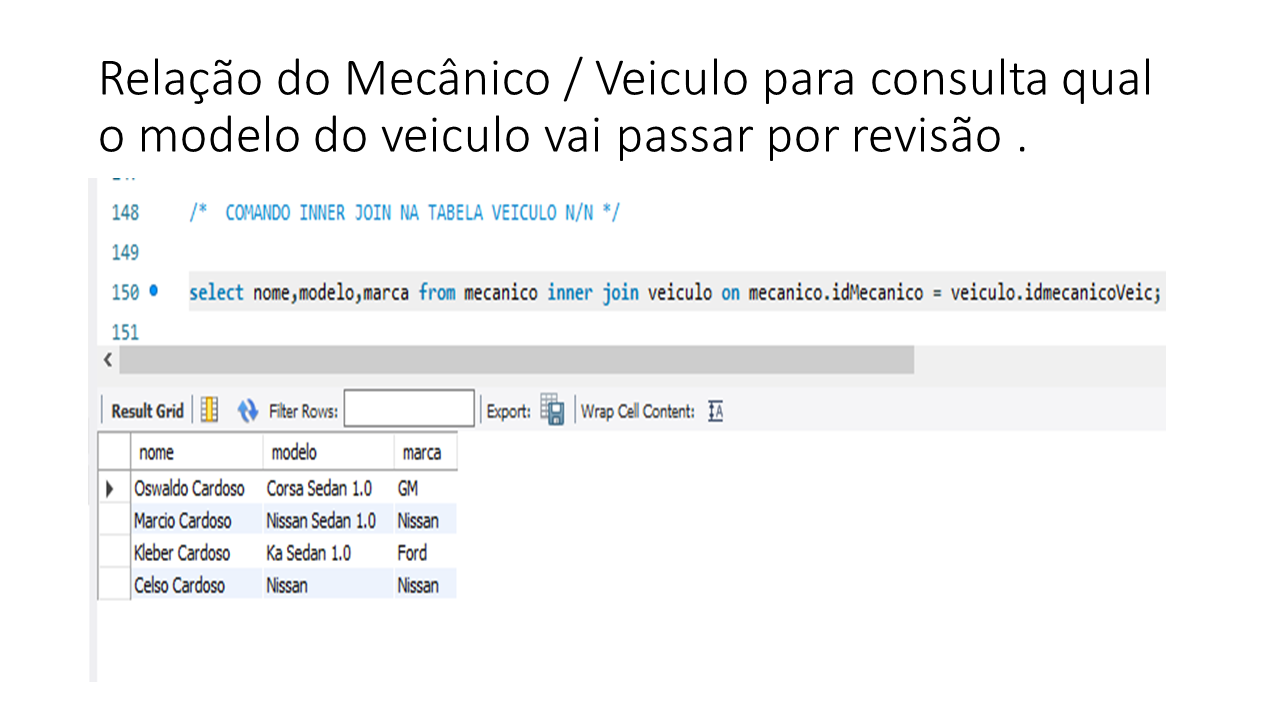 Relação do Mecânico / Veiculo para consulta qual
o modelo do veiculo vai passar por revisão .
148 /* COMANDO INNER JOIN NA TABELA VEICULO N/N */
149
150 select nome,modelo,marca from mecanico inner join veiculo on mecanico.idMecanico = veiculo.idmecanicoVeic;
151
Result Grid Filter Rows: Export: Wrap Cell Content:
nome modelo marca
Oswaldo Cardoso Corsa Sedan 1.0 GM
Marcio Cardoso Nissan Sedan 1.0 Nissan
Kleber Cardoso Ka Sedan 1.0 Ford
Celso Cardoso Nissan Nissan